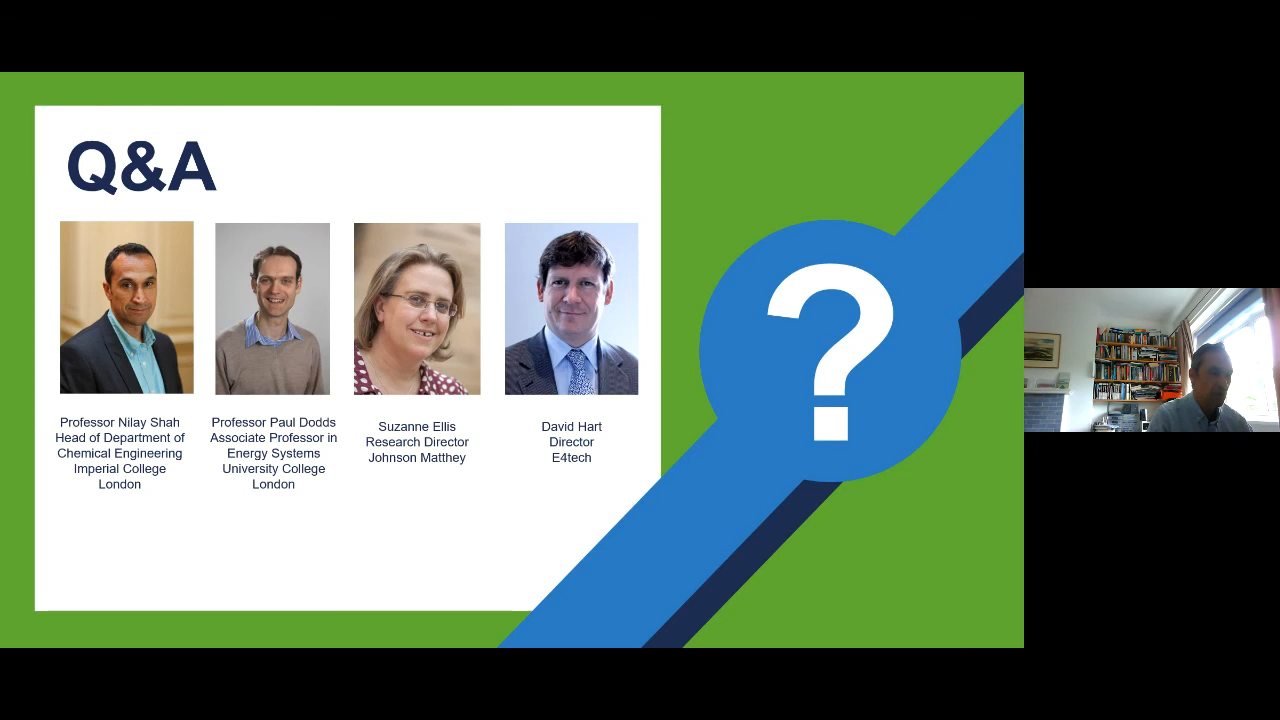 Q&A
Professor Nilay Shah
Head of Department of
Chemical Engineering
Imperial College
London
Professor Paul Dodds
Associate Professor in
Energy Systems
University College
London
Suzanne Ellis
Research Director
Johnson Matthey
David Hart
Director
E4tech
?